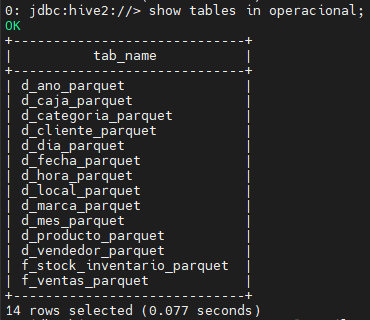 0: jdbc:hive2://> show tables in operacional;
OK
+------------------------------+
|           tab_name           |
+------------------------------+
| d_ano_parquet                |
| d_caja_parquet               |
| d_categoria_parquet          |
| d_cliente_parquet            |
| d_dia_parquet                |
| d_fecha_parquet              |
| d_hora_parquet               |
| d_local_parquet              |
| d_marca_parquet              |
| d_mes_parquet                |
| d_producto_parquet           |
| d_vendedor_parquet           |
| f_stock_inventario_parquet   |
| f_ventas_parquet             |
+------------------------------+
14 rows selected (0.077 seconds)